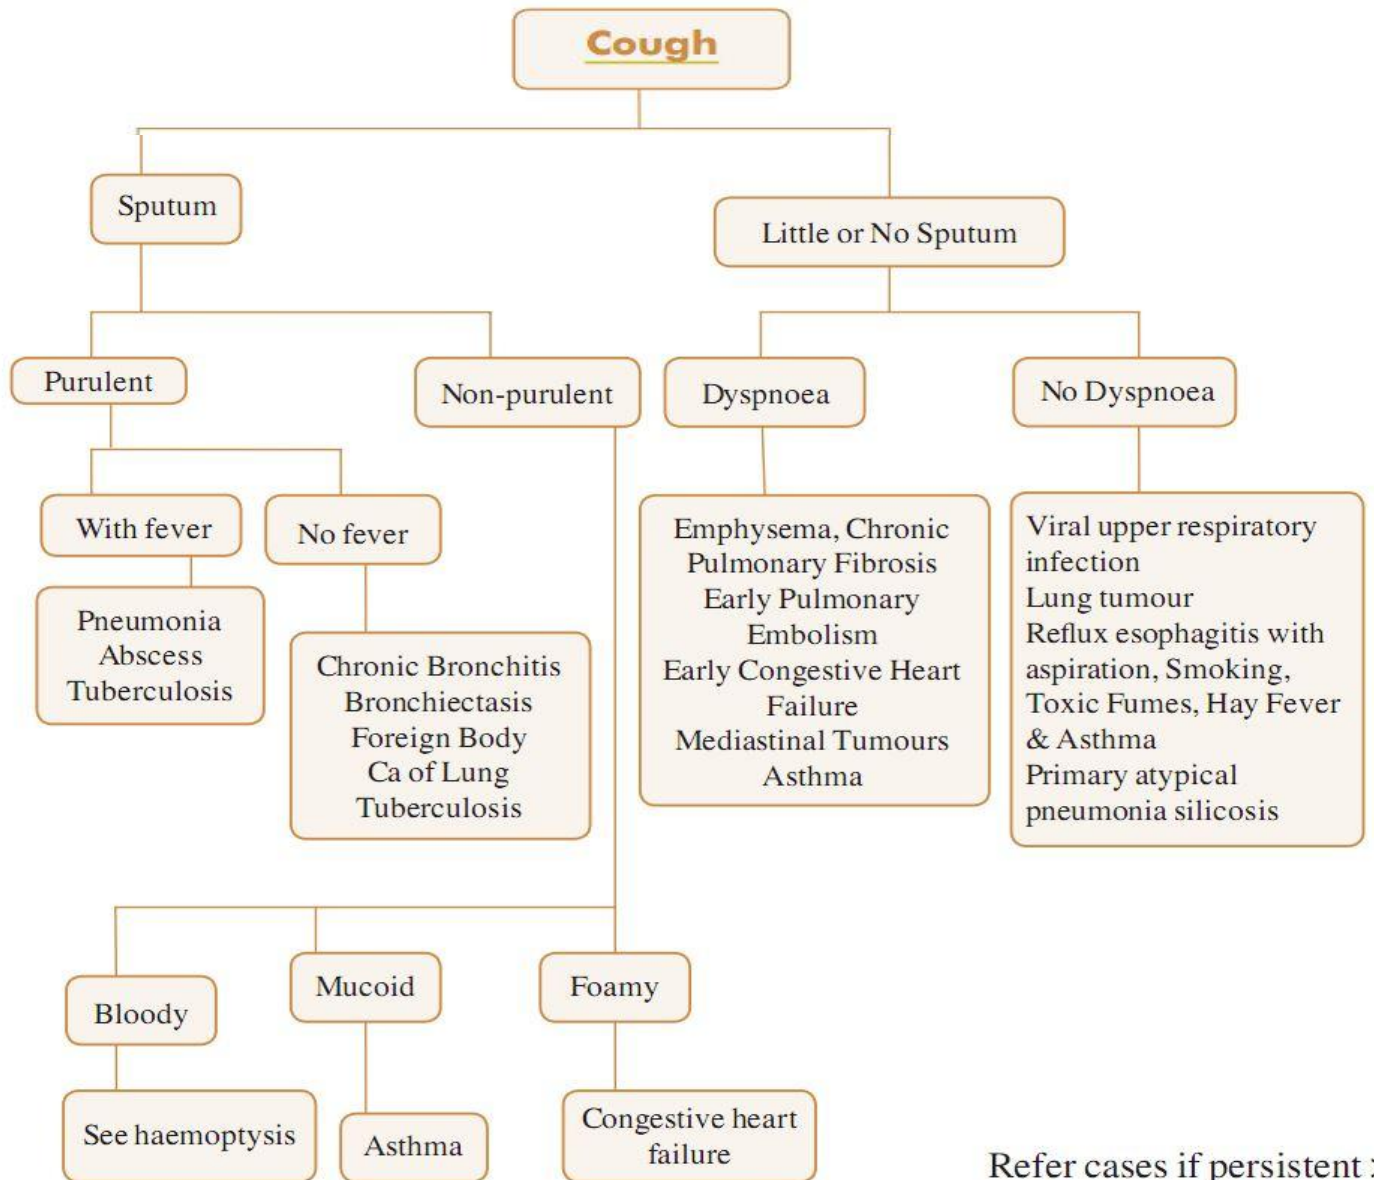 Cough
Sputum
Little or No Sputum
Purulent
Non-purulent
Dyspnoea
No Dyspnoea
With fever
No fever
Pneumonia
Abscess
Tuberculosis
Chronic Bronchitis
Bronchiectasis
Foreign Body
Ca of Lung
Tuberculosis
Emphysema, Chronic
Pulmonary Fibrosis
Early Pulmonary
Embolism
Early Congestive Heart
Failure
Mediastinal Tumours
Asthma
Viral upper respiratory
infection
Lung tumour
Reflux esophagitis with
aspiration, Smoking,
Toxic Fumes, Hay Fever
& Asthma
Primary atypical
pneumonia silicosis
Bloody
Mucoid
Foamy
See haemoptysis
Asthma
Congestive heart
failure
Refer cases if persistent